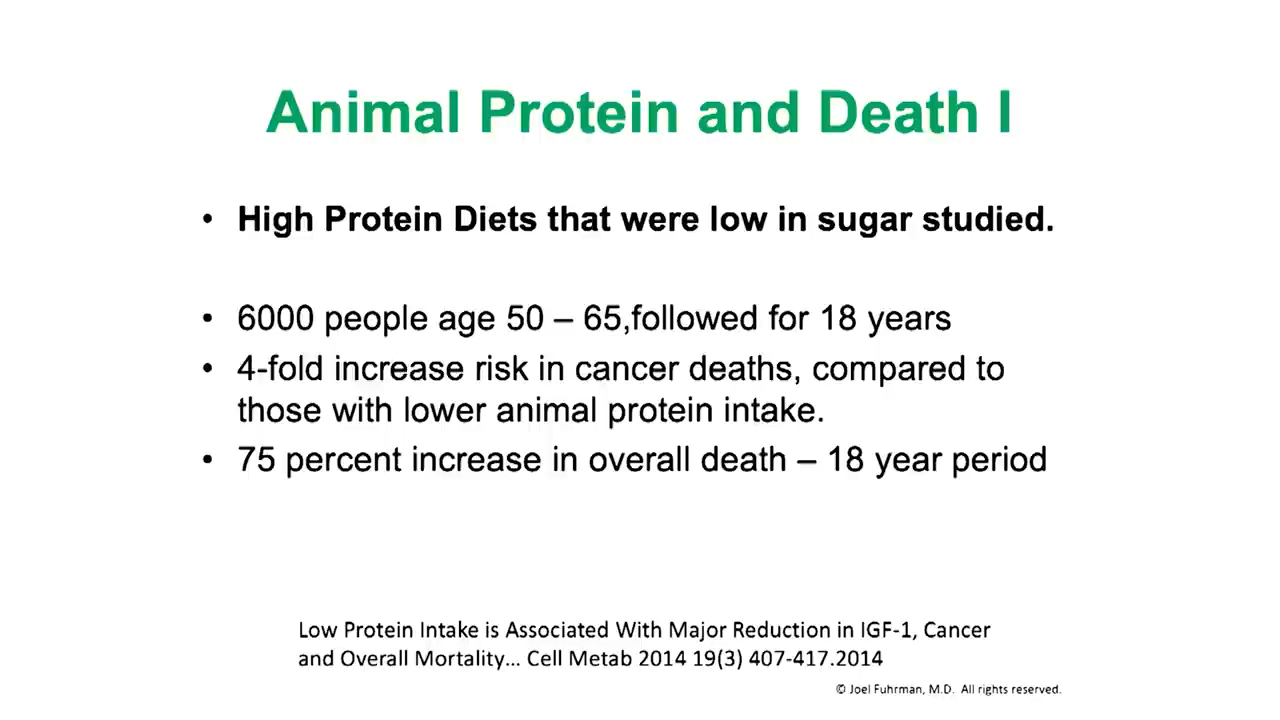 Animal Protein and Death I
• High Protein Diets that were low in sugar studied.
• 6000 people age 50 – 65,followed for 18 years
• 4-fold increase risk in cancer deaths, compared to
those with lower animal protein intake.
• 75 percent increase in overall death – 18 year period
Low Protein Intake is Associated With Major Reduction in IGF-1, Cancer
and Overall Mortality... Cell Metab 2014 19(3) 407-417.2014
© Joel Fuhrman, M.D. All rights reserved.